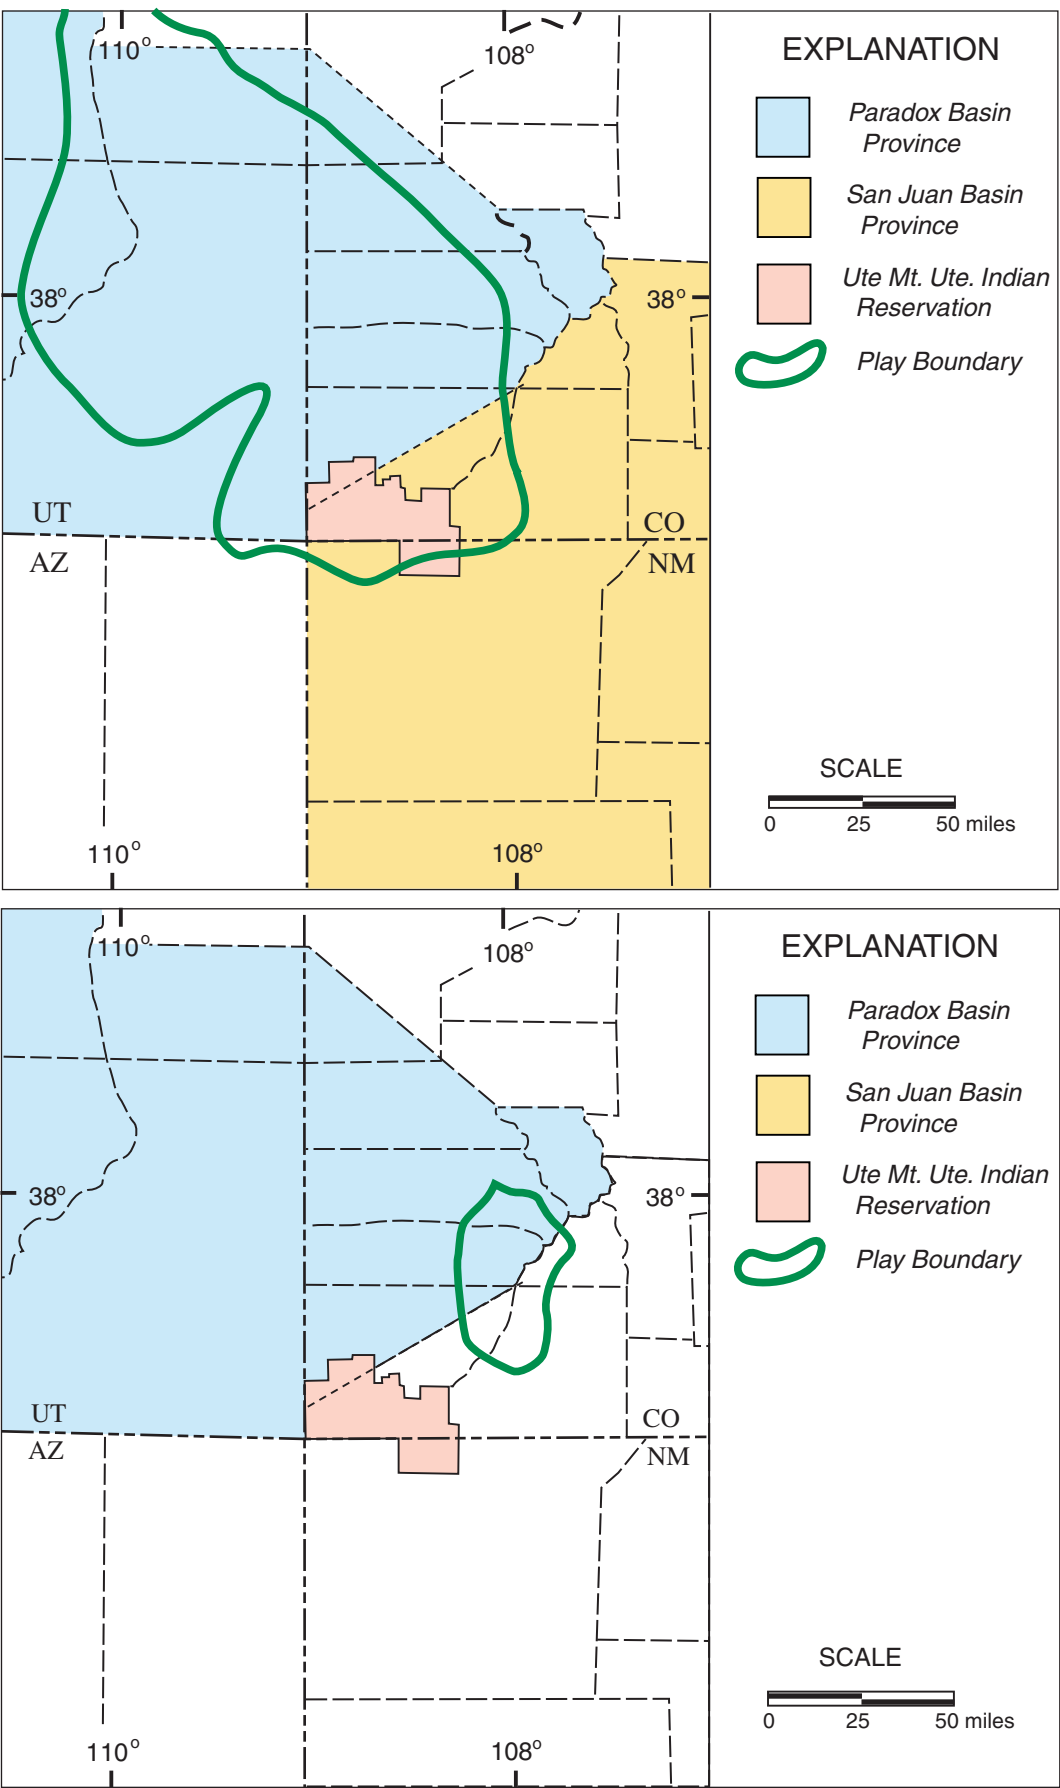 110°
108°
38°
38°
UT
AZ
CO
NM
110°
108°
EXPLANATION
Paradox Basin
Province
San Juan Basin
Province
Ute Mt. Ute. Indian
Reservation
Play Boundary
SCALE
0 25 50 miles
110°
108°
38°
38°
UT
AZ
CO
NM
110°
108°
EXPLANATION
Paradox Basin
Province
San Juan Basin
Province
Ute Mt. Ute. Indian
Reservation
Play Boundary
SCALE
0 25 50 miles